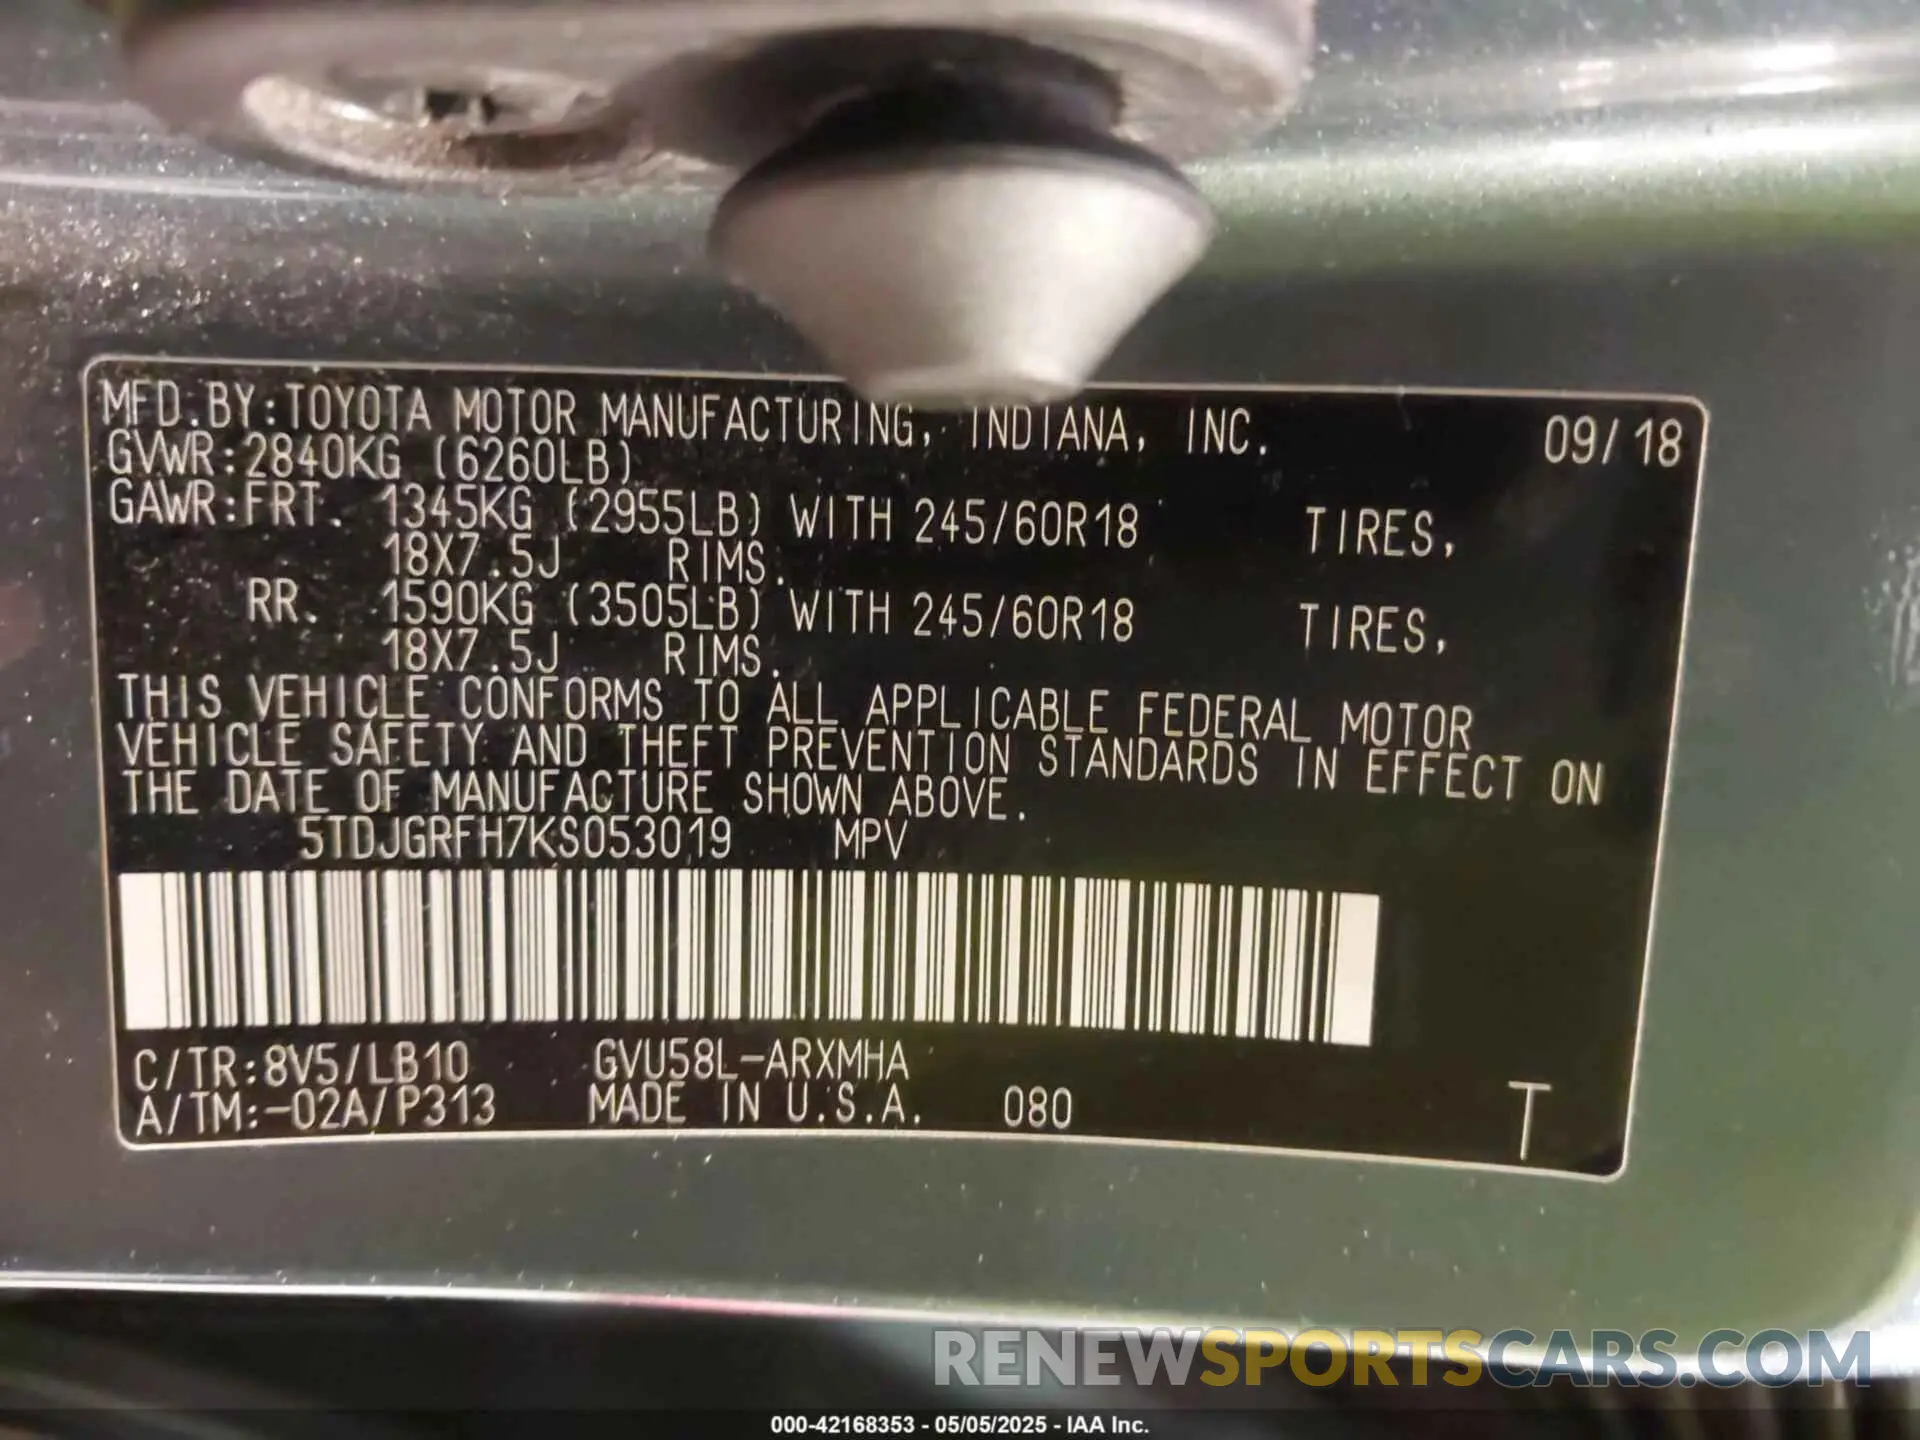 MFD.BY:TOYOTA MOTOR MANUFACTURING, INDIANA, INC. 09/18
GVWR:2840KG (6260LB)
GAWR:FRT. 1345KG (2955LB) WITH 245/60R18 TIRES,
18X7.5J RIMS.
RR. 1590KG (3505LB) WITH 245/60R18 TIRES,
18X7.5J RIMS.
THIS VEHICLE CONFORMS TO ALL APPLICABLE FEDERAL MOTOR
VEHICLE SAFETY AND THEFT PREVENTION STANDARDS IN EFFECT ON
THE DATE OF MANUFACTURE SHOWN ABOVE.
5TDJGRFH7KS053019 MPV
C/TR:8V5/LB10 GVU58L-ARXMHA
A/TM:-02A/P313 MADE IN U.S.A. 080 T
RENEWSPORTSCARS.COM
000-42168353 - 05/05/2025 - IAA Inc.